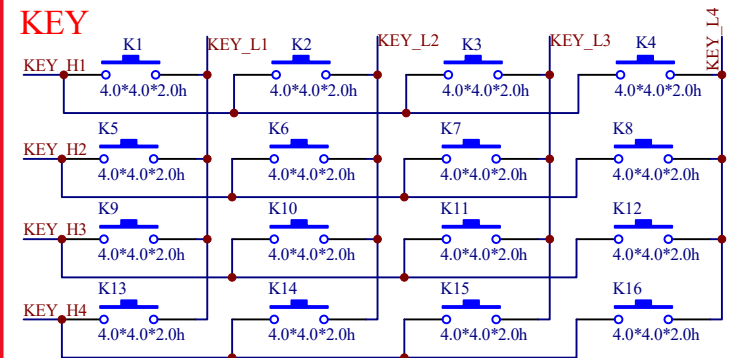 KEY
K1 KEY_L1 K2 KEY_L2 K3 KEY_L3 K4 KEY_L4
KEY_H1
4.0*4.0*2.0h 4.0*4.0*2.0h 4.0*4.0*2.0h 4.0*4.0*2.0h
K5 K6 K7 K8
KEY_H2
4.0*4.0*2.0h 4.0*4.0*2.0h 4.0*4.0*2.0h 4.0*4.0*2.0h
K9 K10 K11 K12
KEY_H3
4.0*4.0*2.0h 4.0*4.0*2.0h 4.0*4.0*2.0h 4.0*4.0*2.0h
K13 K14 K15 K16
KEY_H4
4.0*4.0*2.0h 4.0*4.0*2.0h 4.0*4.0*2.0h 4.0*4.0*2.0h